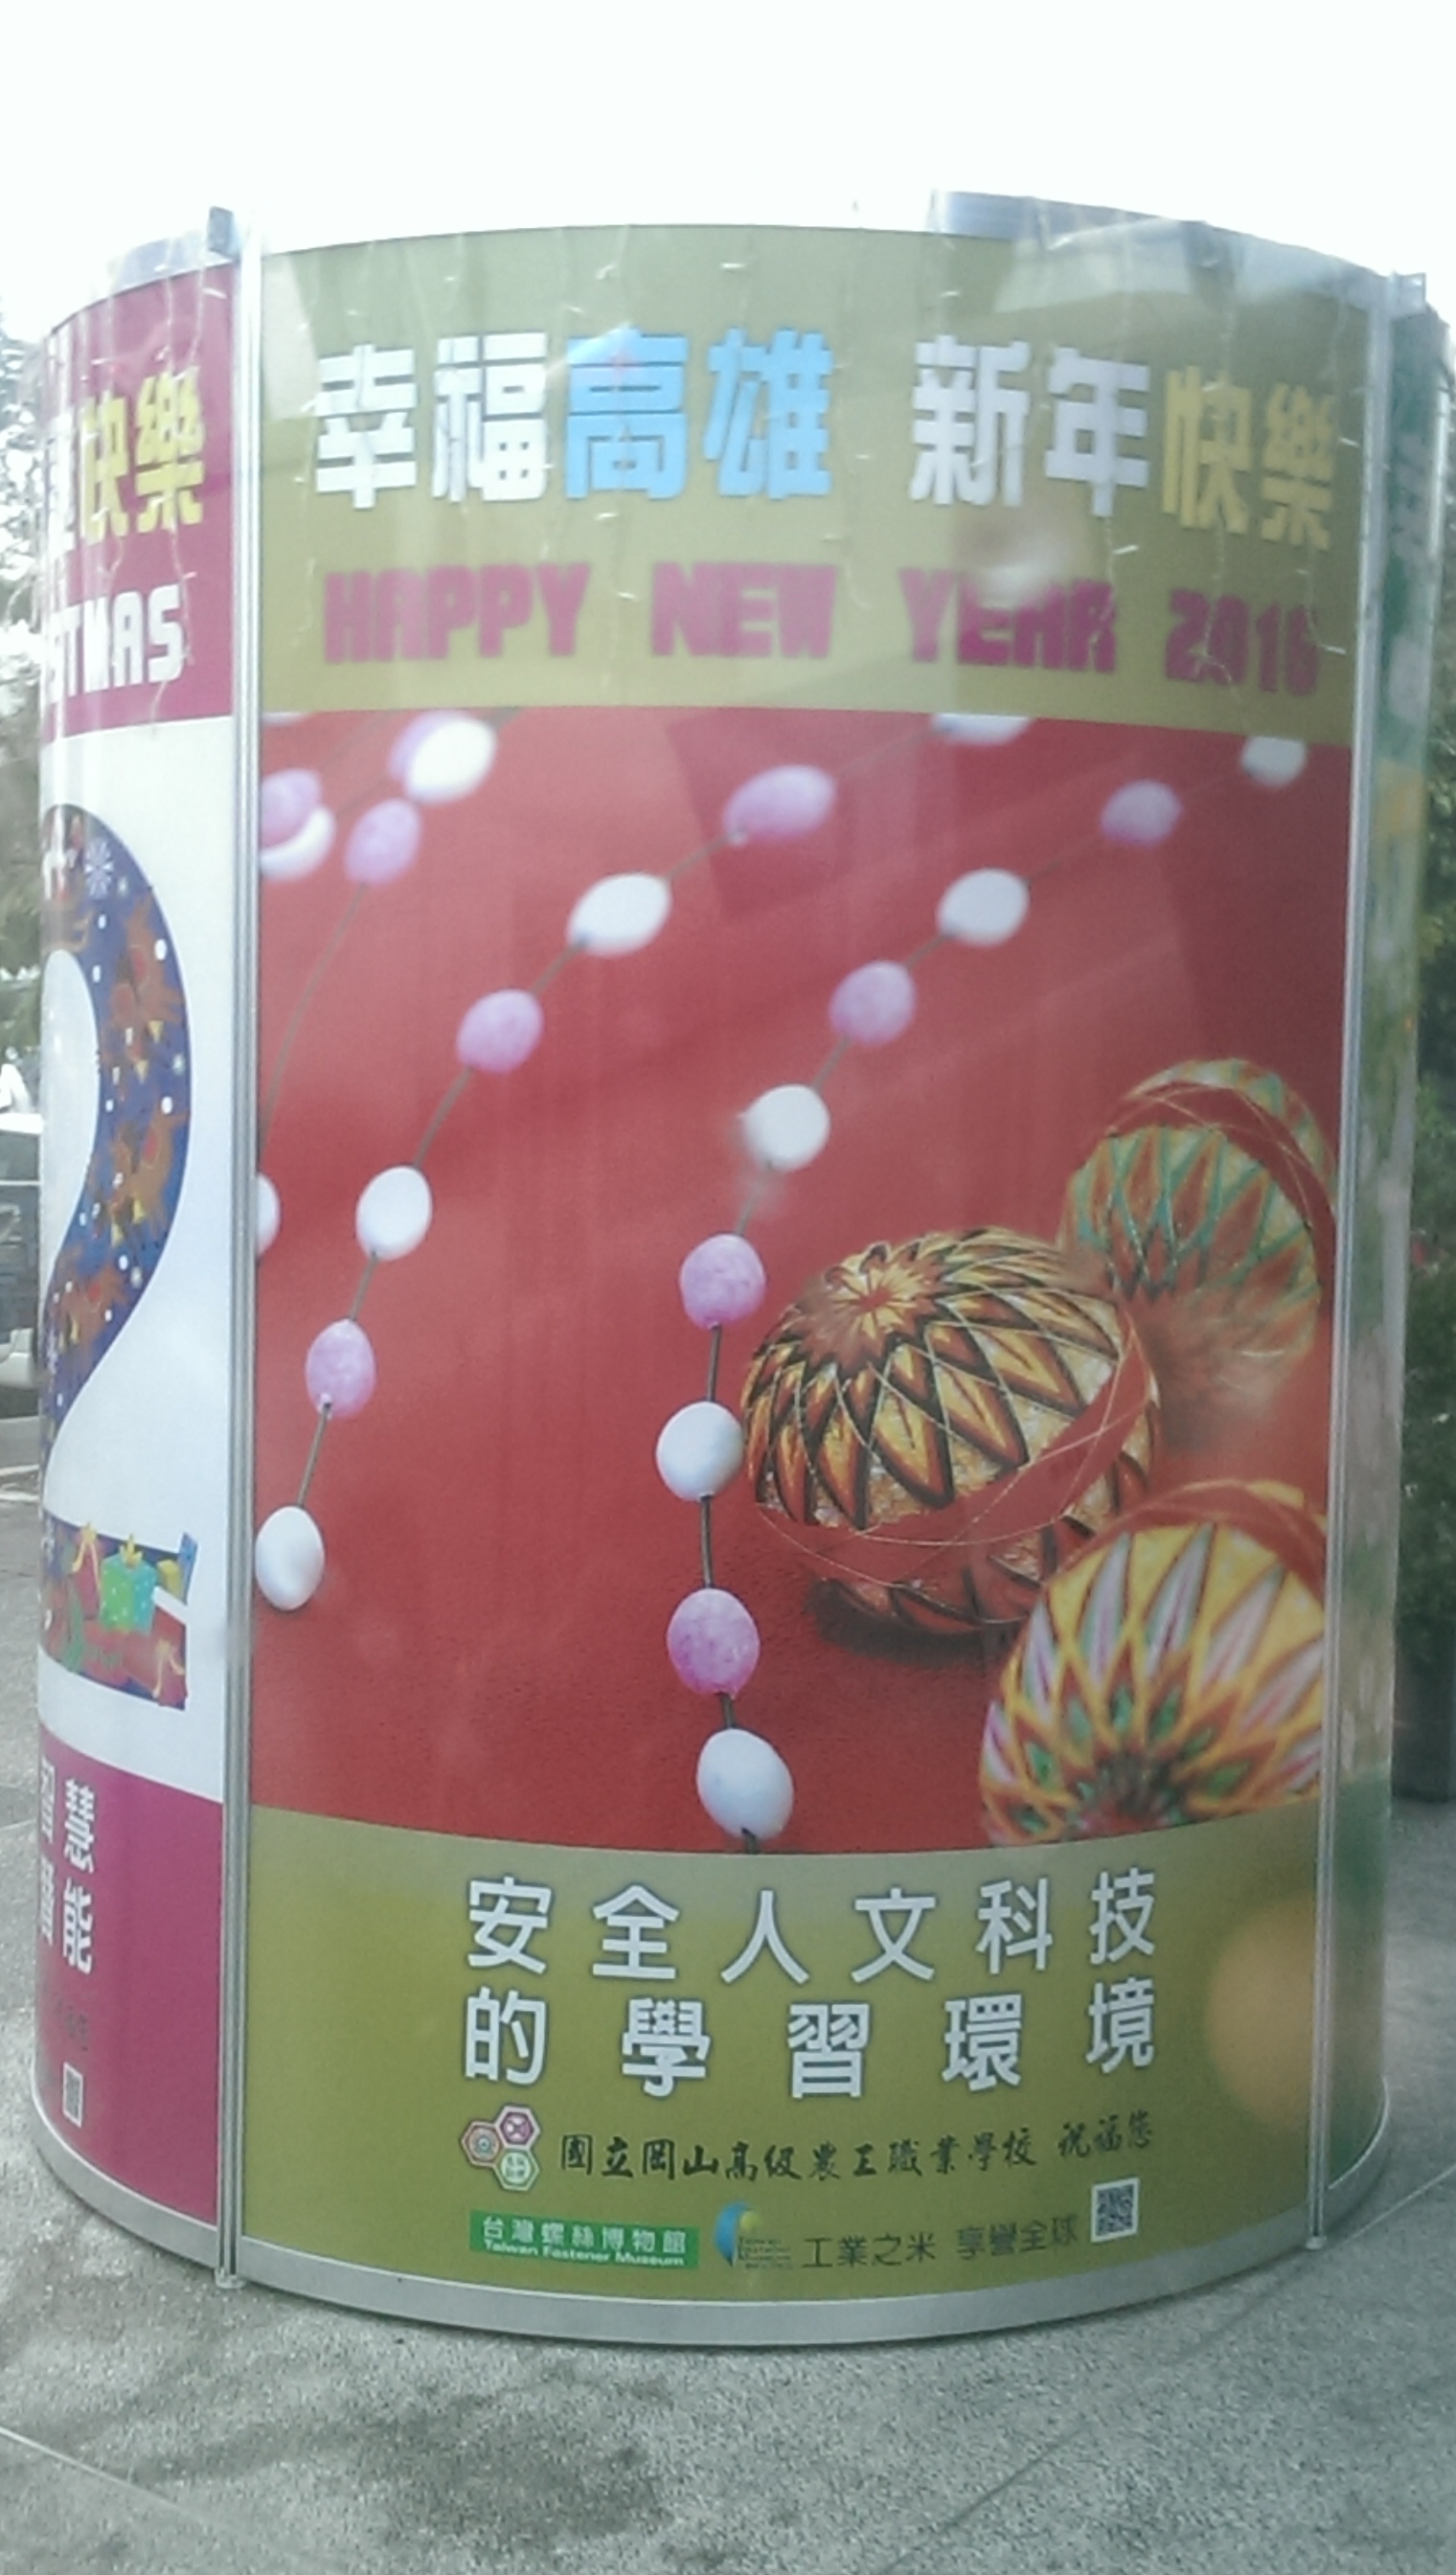 快樂
STMAS
慧
能
幸福高雄 新年快樂
HAPPY NEW YEAR
安全人文科技
的學習環境
國立岡山高級農工職業學校 祝福您
台灣螺絲博物館
Taiwan Fastener Museum
工業之米 享譽全球